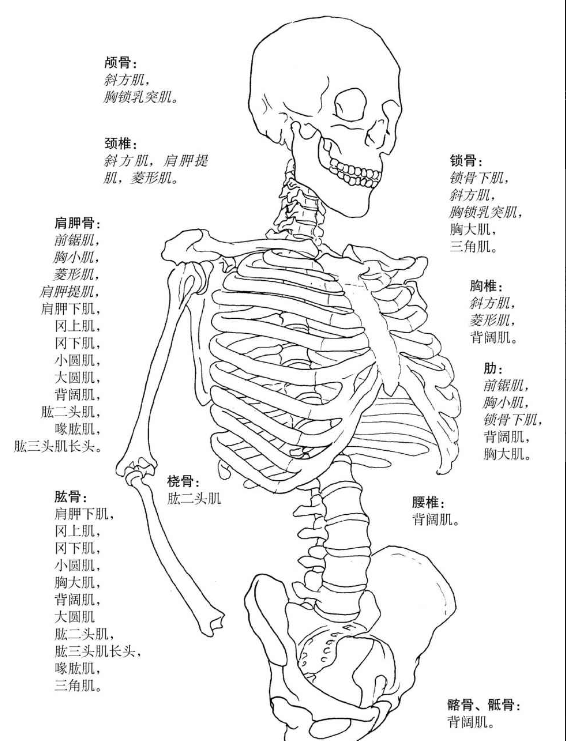 颅骨：
斜方肌，
胸锁乳突肌。
颈椎：
斜方肌，肩胛提
肌，菱形肌。
肩胛骨：
前锯肌，
胸小肌，
菱形肌，
肩胛提肌，
肩胛下肌，
冈上肌，
冈下肌，
小圆肌，
大圆肌，
背阔肌，
肱二头肌，
喙肱肌，
肱三头肌长头。
桡骨：
肱二头肌
肱骨：
肩胛下肌，
冈上肌，
冈下肌，
小圆肌，
胸大肌，
背阔肌，
大圆肌
肱二头肌，
肱三头肌长头，
喙肱肌，
三角肌。
锁骨：
锁骨下肌，
斜方肌，
胸锁乳突肌，
胸大肌，
三角肌。
胸椎：
斜方肌，
菱形肌，
背阔肌。
肋：
前锯肌，
胸小肌，
锁骨下肌，
背阔肌，
胸大肌。
腰椎：
背阔肌。
髂骨、骶骨：
背阔肌。